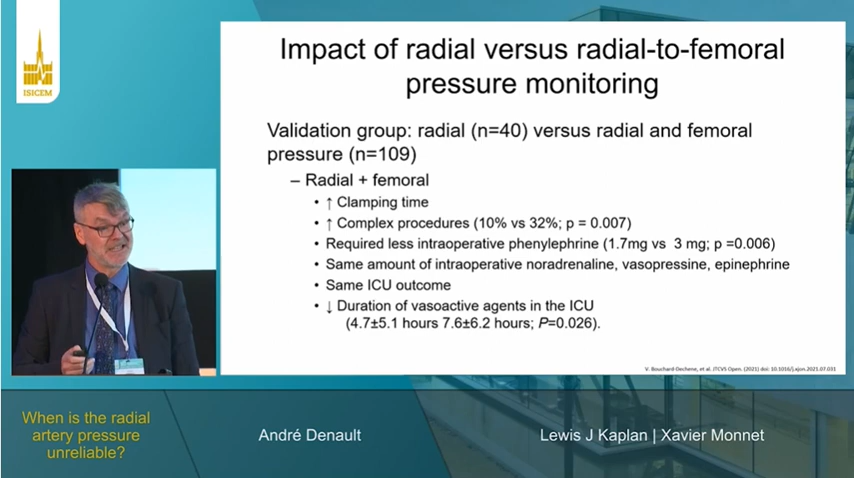 ISICEM
Impact of radial versus radial-to-femoral
pressure monitoring
Validation group: radial (n=40) versus radial and femoral
pressure (n=109)
– Radial + femoral
• ↑ Clamping time
• ↑ Complex procedures (10% vs 32%; p = 0.007)
• Required less intraoperative phenylephrine (1.7mg vs 3 mg; p =0.006)
• Same amount of intraoperative noradrenaline, vasopressine, epinephrine
• Same ICU outcome
• ↓ Duration of vasoactive agents in the ICU
(4.7±5.1 hours 7.6±6.2 hours; P=0.026).
V. Bouchard-Dechene, et al. JTCVS Open. (2021) doi: 10.1016/j.xjon.2021.07.031
When is the radial
artery pressure
unreliable?
André Denault
Lewis J Kaplan | Xavier Monnet